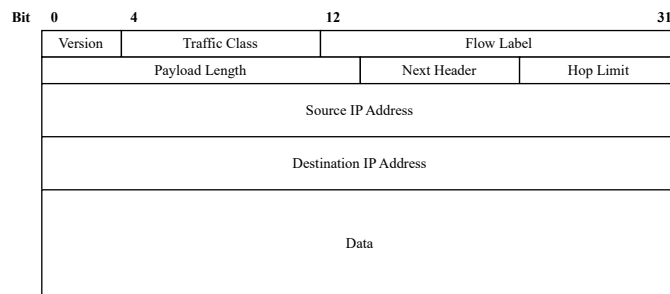 Bit 0 4 12 31
Version Traffic Class Flow Label
Payload Length Next Header Hop Limit
Source IP Address
Destination IP Address
Data